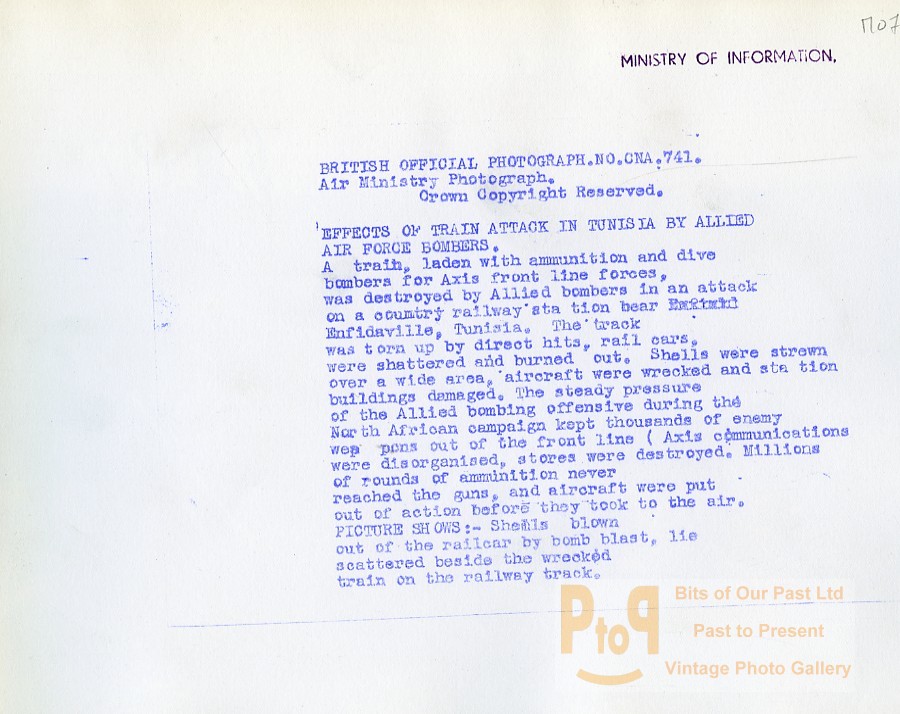 MO7
MINISTRY OF INFORMATION,
BRITISH OFFICIAL PHOTOGRAPH.NO.CNA.741.
Air Ministry Photograph.
Crown Copyright Reserved.
EFFECTS OF TRAIN ATTACK IN TUNISIA BY ALLIED
AIR FORCE BOMBERS.
A train, laden with ammunition and dive
bombers for Axis front line forces,
was destroyed by Allied bombers in an attack
on a country railway sta tion bear
Enfidaville, Tunisia. The track
was torn up by direct hits, rail cars,
were shattered and burned out. Shells were strewn
over a wide area, aircraft were wrecked and sta tion
buildings damaged. The steady pressure
of the Allied bombing offensive during the
North African campaign kept thousands of enemy
wea pons out of the front line ( Axis communications
were disorganised, stores were destroyed. Millions
of rounds of ammunition never
reached the guns, and aircraft were put
out of action before they took to the air.
PICTURE SHOWS:- Shells blown
out of the railcar by bomb blast, lie
scattered beside the wrecked
train on the railway track.
PtoP
Bits of Our Past Ltd
Past to Present
Vintage Photo Gallery